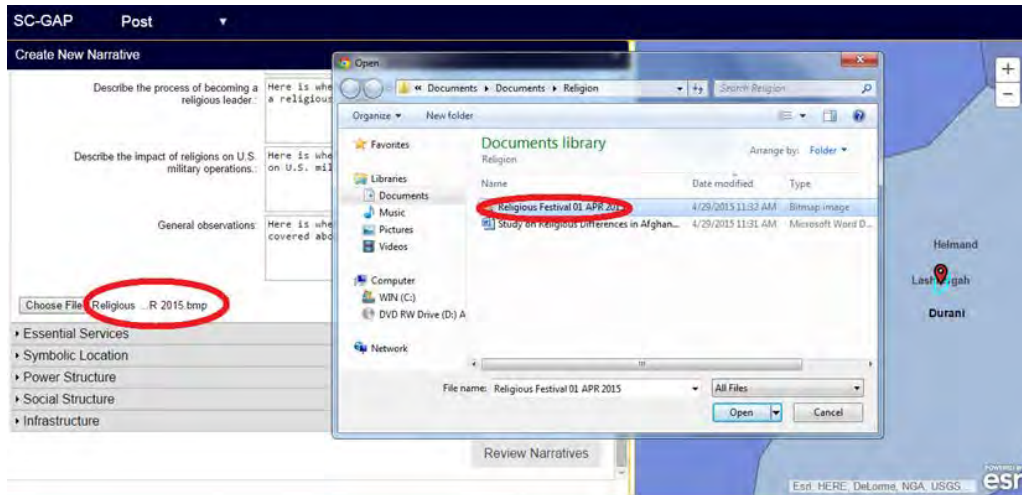 SC-GAP Post
Create New Narrative
Describe the process of becoming a
religious leader.:
Here is whe
a religious
Describe the impact of religions on U.S.
military operations.:
Here is whe
on U.S. mil
General observations:
Here is whe
covered abo
Choose File Religious ...R 2015.bmp
Essential Services
Symbolic Location
Power Structure
Social Structure
Infrastructure
Review Narratives
Open
« Documents Documents Religion
Search Religion
Organize New folder
Favorites
Libraries
Documents
Music
Pictures
Videos
Computer
WIN (C:)
DVD RW Drive (D:) A
Network
Documents library
Religion
Arrange by: Folder
Name Date modified Type
Religious Festival 01 APR 201 4/29/2015 11:32 AM Bitmap image
Study on Religious Differences in Afghan... 4/29/2015 11:31 AM Microsoft Word D...
File name: Religious Festival 01 APR 2015
All Files
Open Cancel
+
−
Helmand
Durani
POWERED BY
esri
Esri, HERE, DeLorme, NGA, USGS